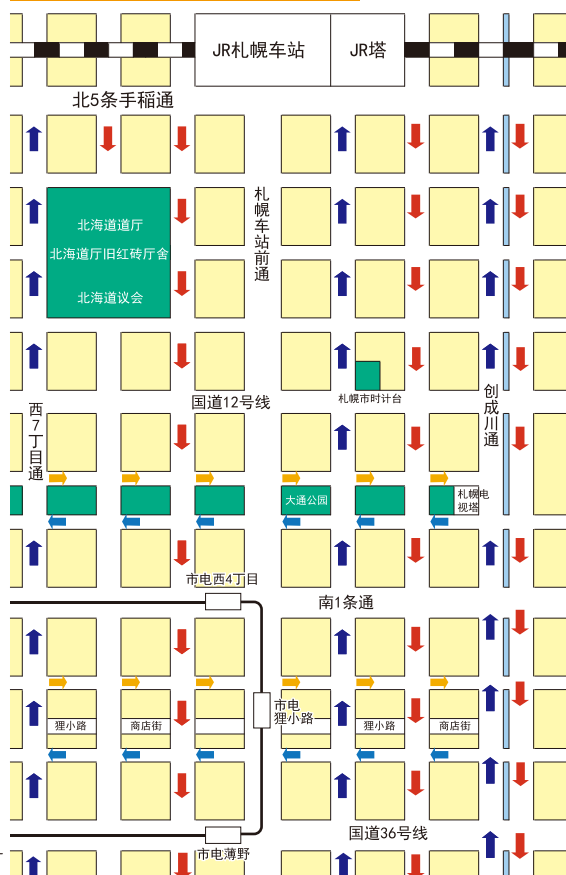 JR札幌车站
JR塔
北5条手稲通
札幌车站前通
北海道道厅
北海道厅旧红砖厅舍
北海道议会
札幌市时计台
创成川通
国道12号线
西7丁目通
大通公园
札幌电
视塔
市电西4丁目
南1条通
市电
狸小路
狸小路
商店街
狸小路
商店街
国道36号线
市电薄野